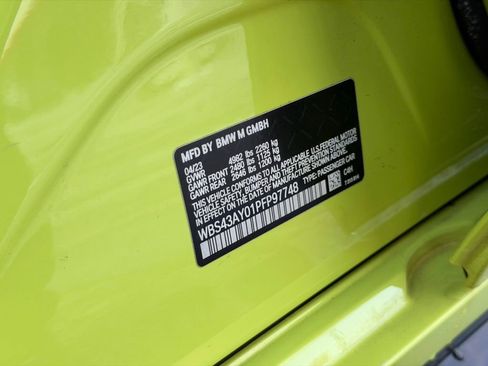 MFD BY BMW M GMBH
04/23
GVWR 4982 lbs 2260 kg
GAWR FRONT 2480 lbs 1125 kg
GAWR REAR 2646 lbs 1200 kg
THIS VEHICLE CONFORMS TO ALL APPLICABLE U.S. FEDERAL MOTOR
VEHICLE SAFETY, BUMPER, AND THEFT PREVENTION STANDARDS
IN EFFECT ON THE DATE OF MANUFACTURE SHOWN ABOVE.
WBS43AY01PFP97748 TYPE: PASSENGER CAR
C4H